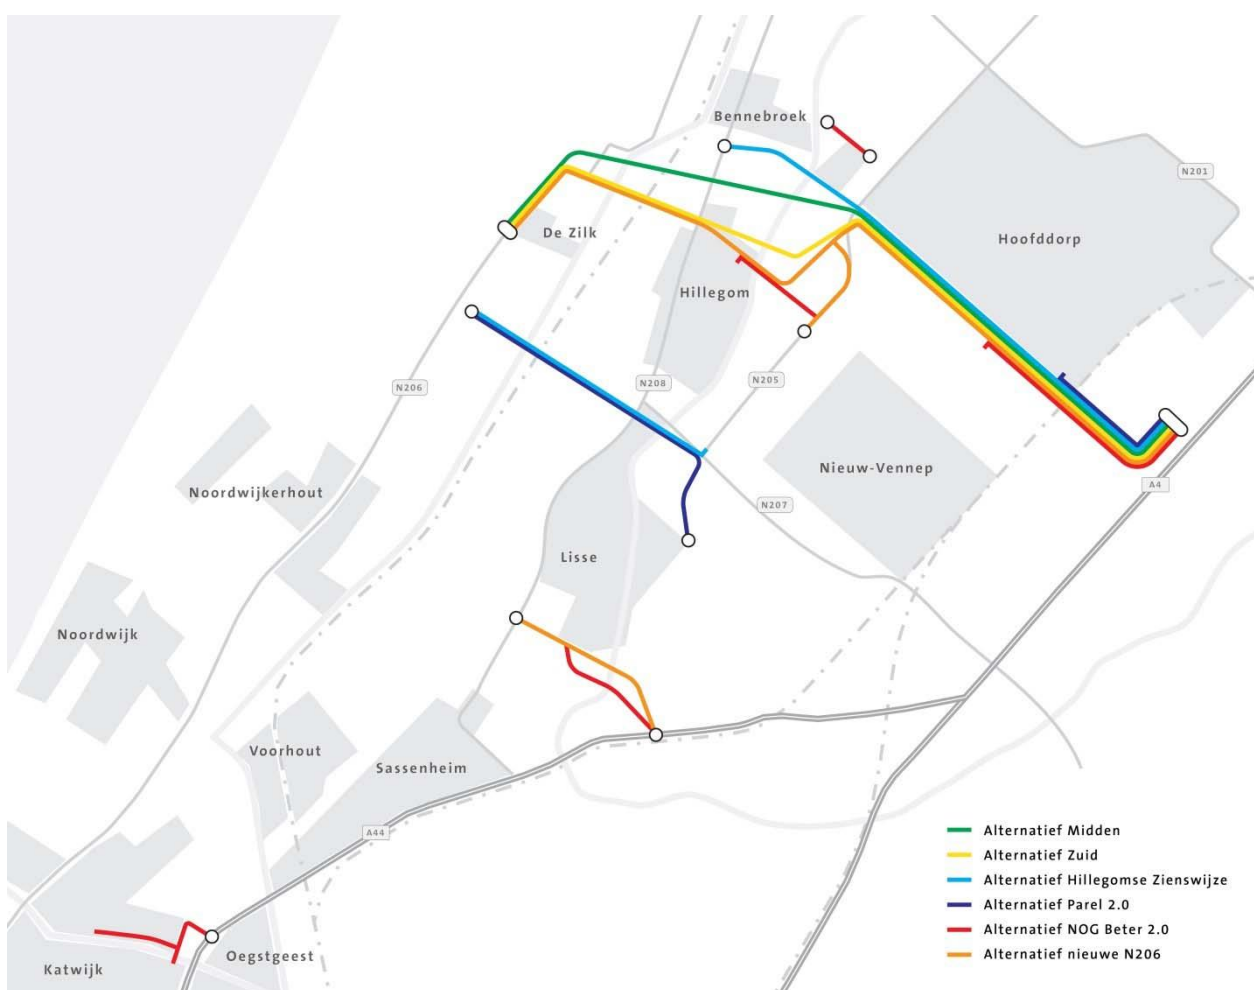 Bennebroek
N201
De Zilk
Hoofddorp
Hillegom
N206
N208
N205
Nieuw-Vennep
Noordwijkerhout
A4
N207
Lisse
Noordwijk
Voorhout
Sassenheim
A44
Alternatief Midden
Alternatief Zuid
Alternatief Hillegomse Zienswijze
Alternatief Parel 2.0
Alternatief NOG Beter 2.0
Alternatief nieuwe N206
Oegstgeest
Katwijk